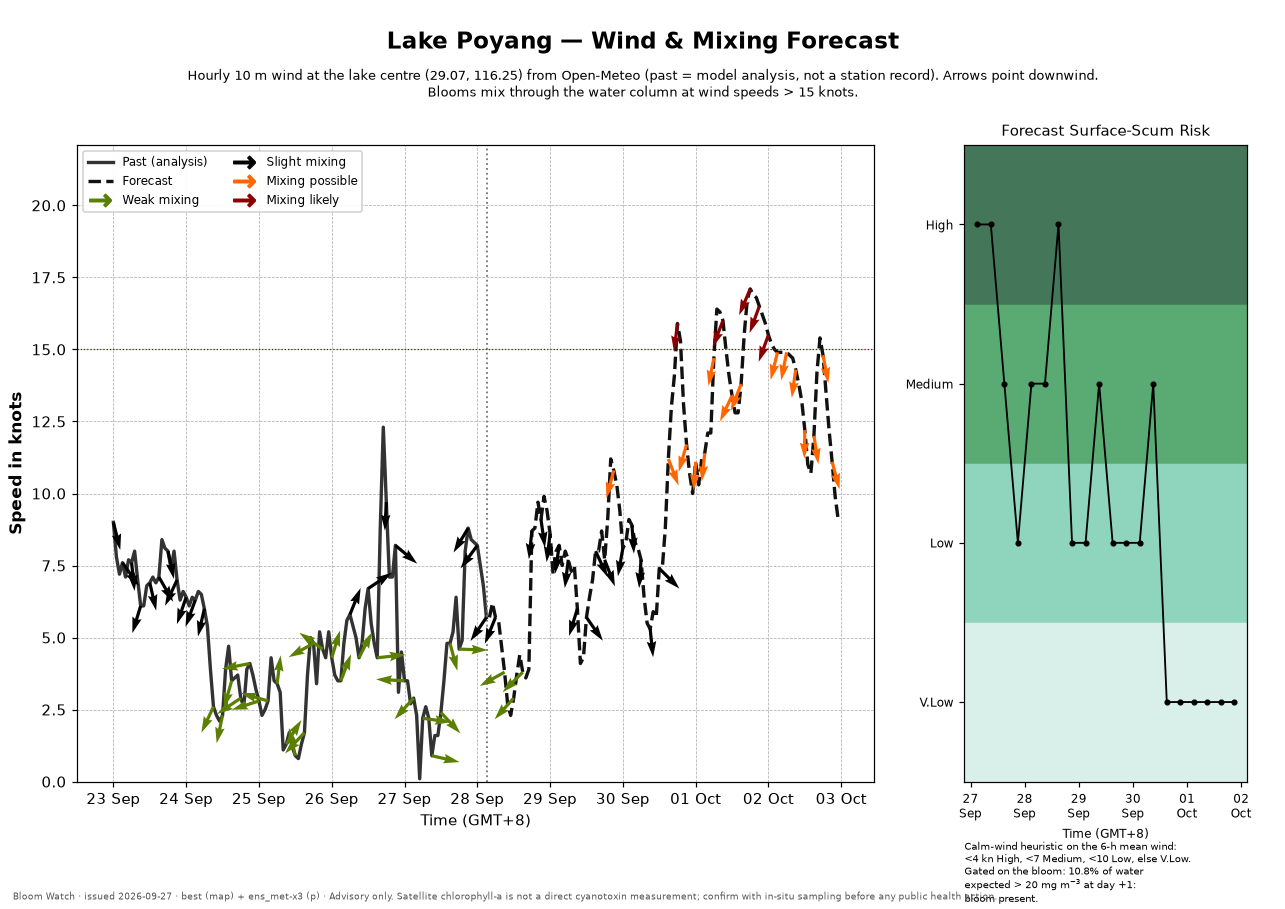 Lake Poyang — Wind & Mixing Forecast
Hourly 10 m wind at the lake centre (29.07, 116.25) from Open-Meteo (past = model analysis, not a station record). Arrows point downwind.
Blooms mix through the water column at wind speeds > 15 knots.
Past (analysis)
Forecast
Weak mixing
Slight mixing
Mixing possible
Mixing likely
Speed in knots
20.0
17.5
15.0
12.5
10.0
7.5
5.0
2.5
0.0
23 Sep 24 Sep 25 Sep 26 Sep 27 Sep 28 Sep 29 Sep 30 Sep 01 Oct 02 Oct 03 Oct
Time (GMT+8)
Forecast Surface-Scum Risk
High
Medium
Low
V.Low
27 28 29 30 01 02
Sep Sep Sep Sep Oct Oct
Time (GMT+8)
Calm-wind heuristic on the 6-h mean wind:
<4 kn High, <7 Medium, <10 Low, else V.Low.
Gated on the bloom: 10.8% of water
expected > 20 mg m⁻³ at day +1:
bloom present.
Bloom Watch · issued 2026-09-27 · best (map) + ens_met-x3 (p) · Advisory only. Satellite chlorophyll-a is not a direct cyanotoxin measurement; confirm with in-situ sampling before any public health action.